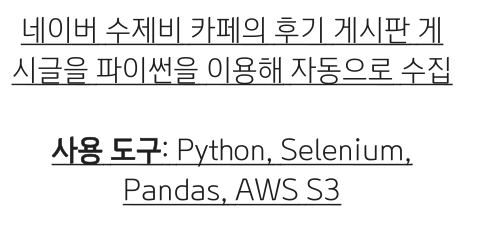 네이버 수제비 카페의 후기 게시판 게
시글을 파이썬을 이용해 자동으로 수집
사용 도구: Python, Selenium,
Pandas, AWS S3